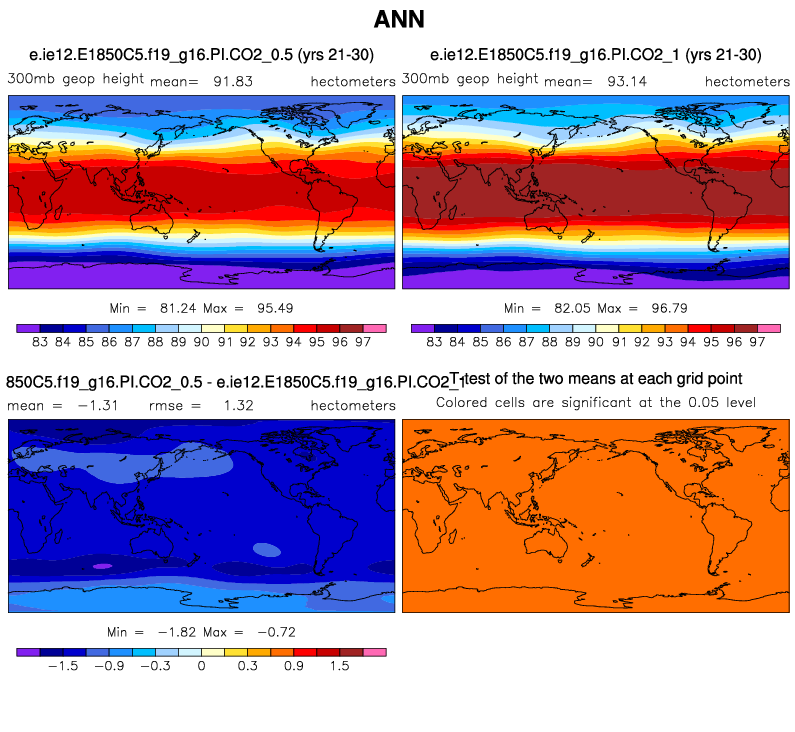 ANN
e.ie12.E1850C5.f19_g16.PI.CO2_0.5 (yrs 21-30)
300mb geop height mean= 91.83 hectometers
Min = 81.24 Max = 95.49
83 84 85 86 87 88 89 90 91 92 93 94 95 96 97
e.ie12.E1850C5.f19_g16.PI.CO2_1 (yrs 21-30)
300mb geop height mean= 93.14 hectometers
Min = 82.05 Max = 96.79
83 84 85 86 87 88 89 90 91 92 93 94 95 96 97
850C5.f19_g16.PI.CO2_0.5 - e.ie12.E1850C5.f19_g16.PI.CO2_1
mean = -1.31 rmse = 1.32 hectometers
Min = -1.82 Max = -0.72
-1.5 -0.9 -0.3 0 0.3 0.9 1.5
T-test of the two means at each grid point
Colored cells are significant at the 0.05 level